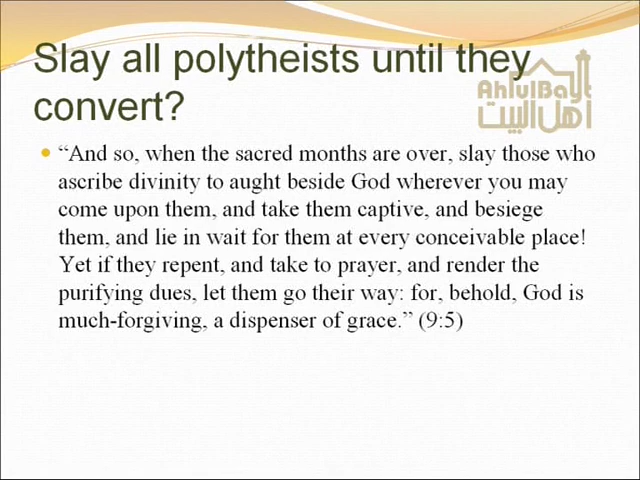 Slay all polytheists until they
convert?
AhlulBayt
اهل البيت
“And so, when the sacred months are over, slay those who
ascribe divinity to aught beside God wherever you may
come upon them, and take them captive, and besiege
them, and lie in wait for them at every conceivable place!
Yet if they repent, and take to prayer, and render the
purifying dues, let them go their way: for, behold, God is
much-forgiving, a dispenser of grace.” (9:5)